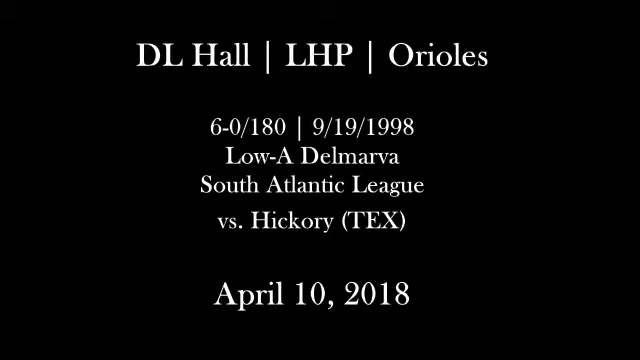 DL Hall | LHP | Orioles
6-0/180 | 9/19/1998
Low-A Delmarva
South Atlantic League
vs. Hickory (TEX)
April 10, 2018